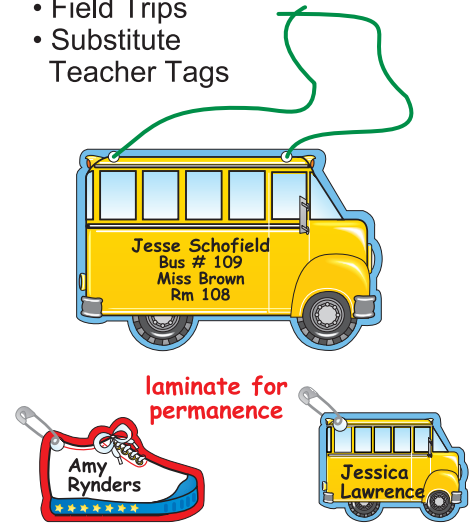 • Field Trips
• Substitute
Teacher Tags
Jesse Schofield
Bus # 109
Miss Brown
Rm 108
laminate for
permanence
Amy
Rynders
Jessica
Lawrence